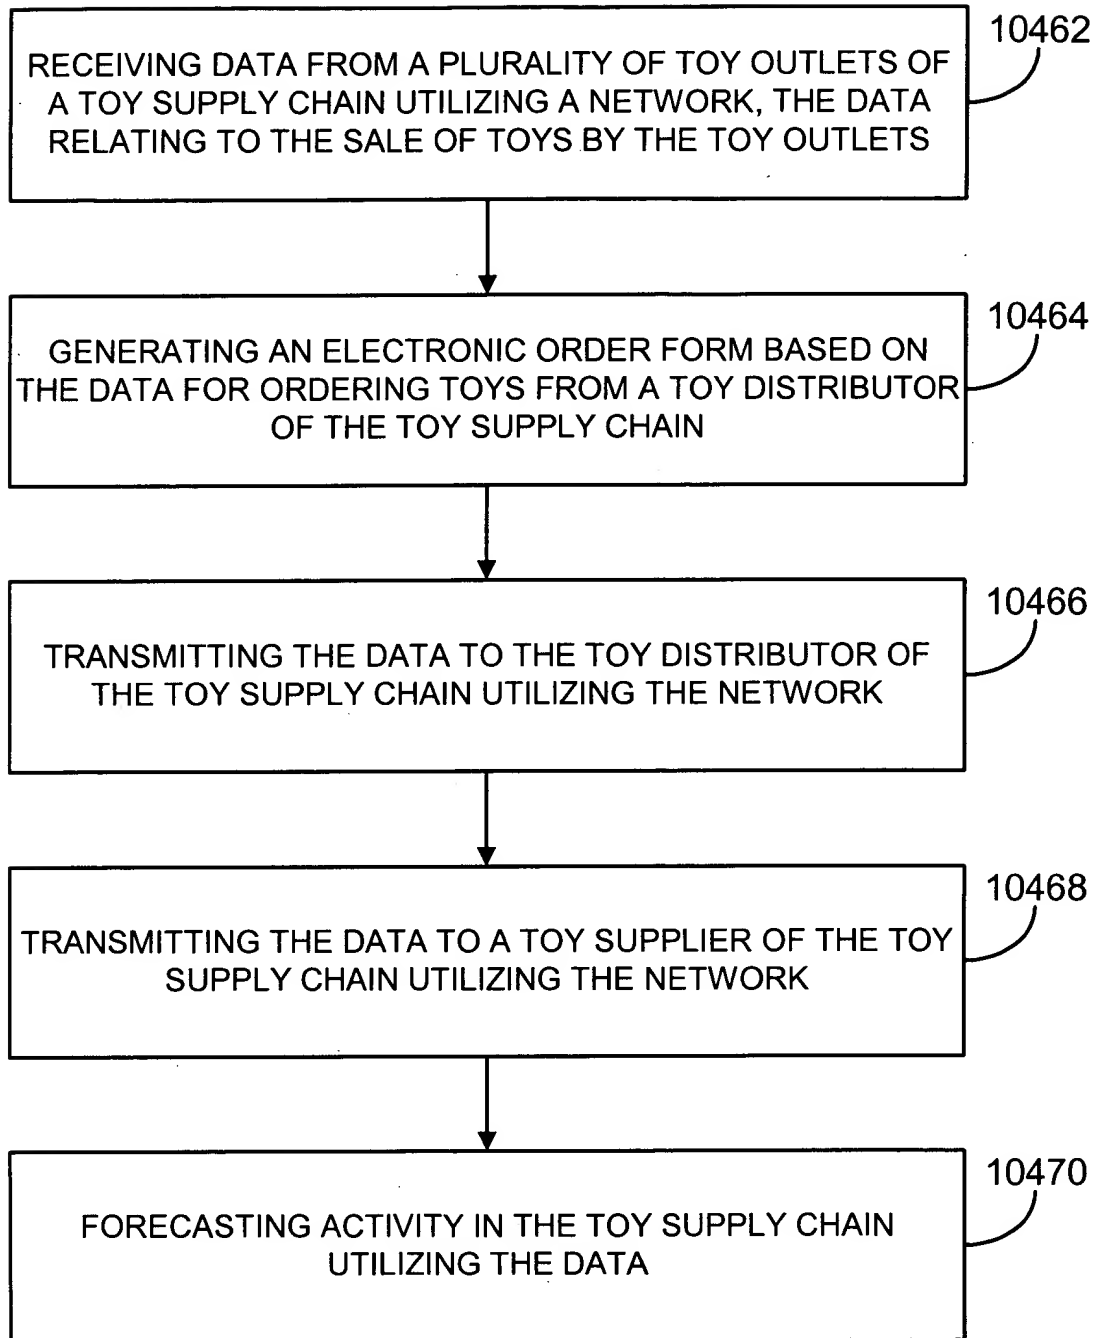 10462
RECEIVING DATA FROM A PLURALITY OF TOY OUTLETS OF
A TOY SUPPLY CHAIN UTILIZING A NETWORK, THE DATA
RELATING TO THE SALE OF TOYS BY THE TOY OUTLETS
10464
GENERATING AN ELECTRONIC ORDER FORM BASED ON
THE DATA FOR ORDERING TOYS FROM A TOY DISTRIBUTOR
OF THE TOY SUPPLY CHAIN
10466
TRANSMITTING THE DATA TO THE TOY DISTRIBUTOR OF
THE TOY SUPPLY CHAIN UTILIZING THE NETWORK
10468
TRANSMITTING THE DATA TO A TOY SUPPLIER OF THE TOY
SUPPLY CHAIN UTILIZING THE NETWORK
10470
FORECASTING ACTIVITY IN THE TOY SUPPLY CHAIN
UTILIZING THE DATA